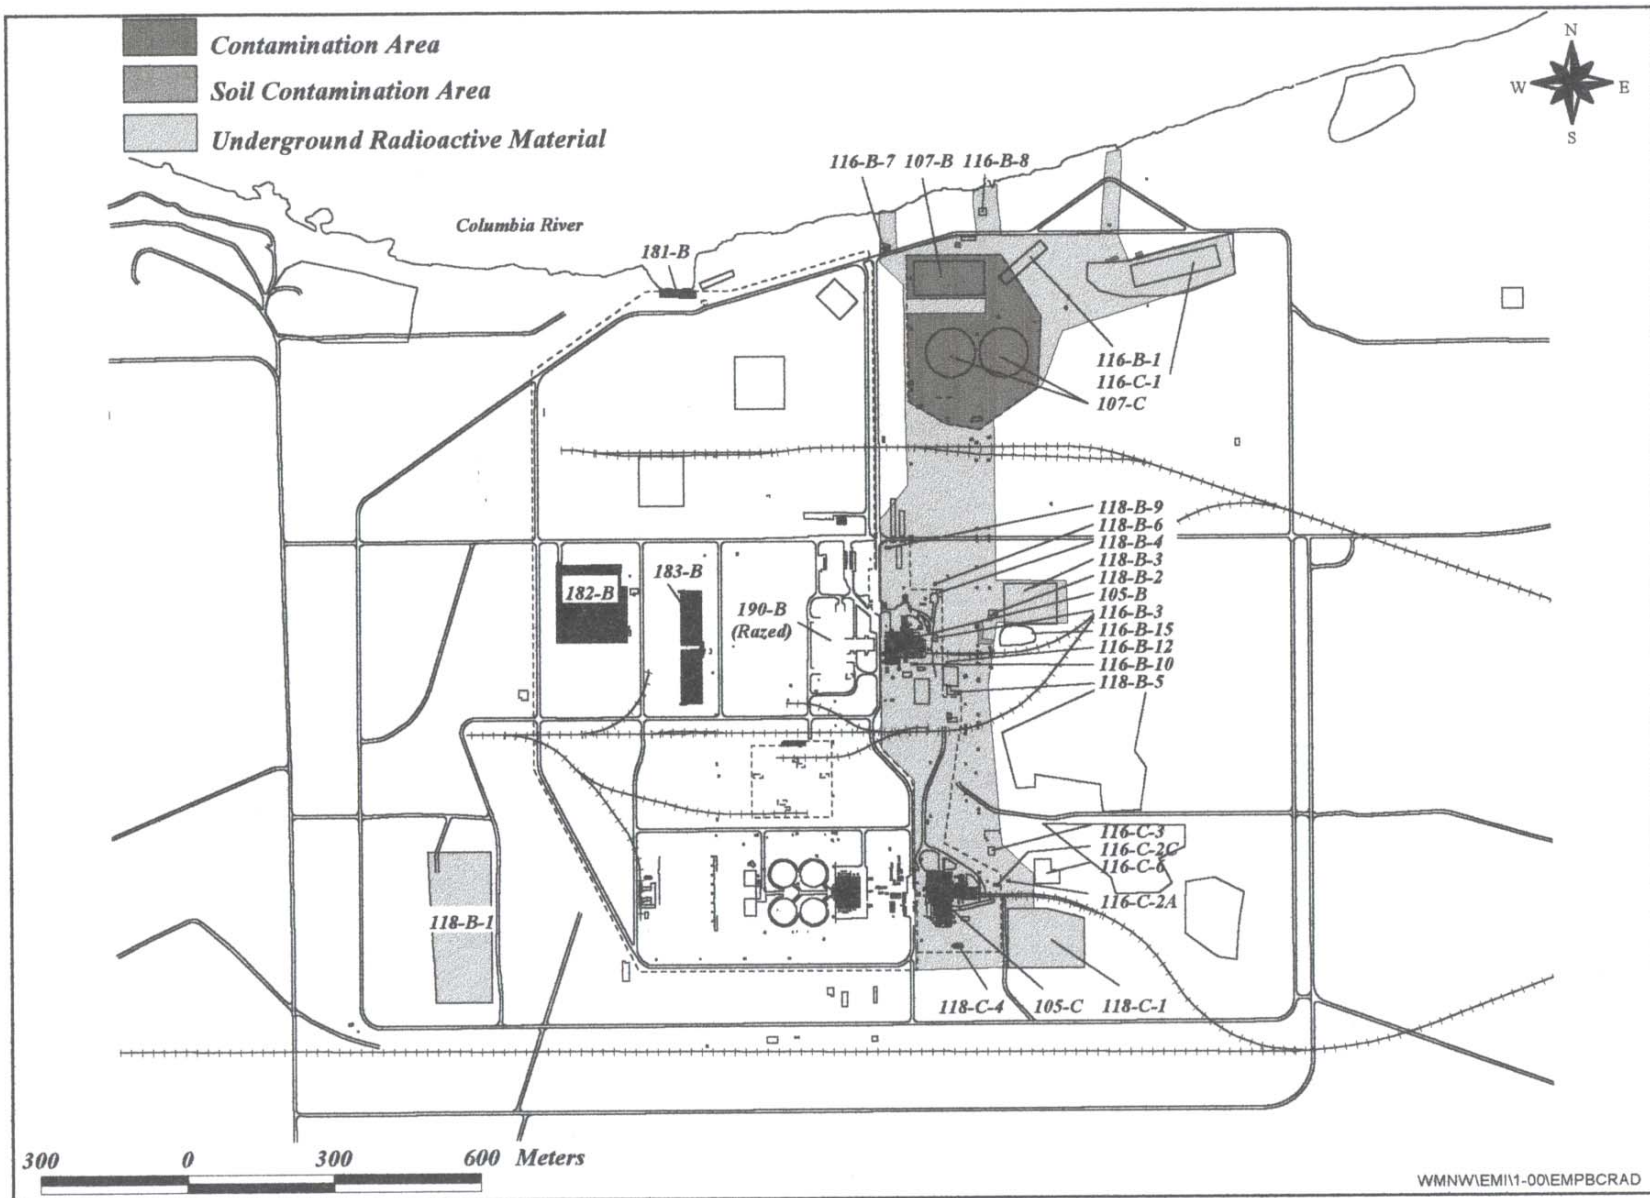 Contamination Area
Soil Contamination Area
Underground Radioactive Material
N
W E
S
116-B-7 107-B 116-B-8
Columbia River
181-B
116-B-1
116-C-1
107-C
118-B-9
118-B-6
118-B-4
118-B-3
118-B-2
105-B
116-B-3
116-B-15
116-B-12
116-B-10
118-B-5
182-B
183-B
190-B
(Razed)
116-C-3
116-C-2C
116-C-6
116-C-2A
118-B-1
118-C-4 105-C 118-C-1
300 0 300 600 Meters
WMNW\EMI\1-00\EMPBCRAD